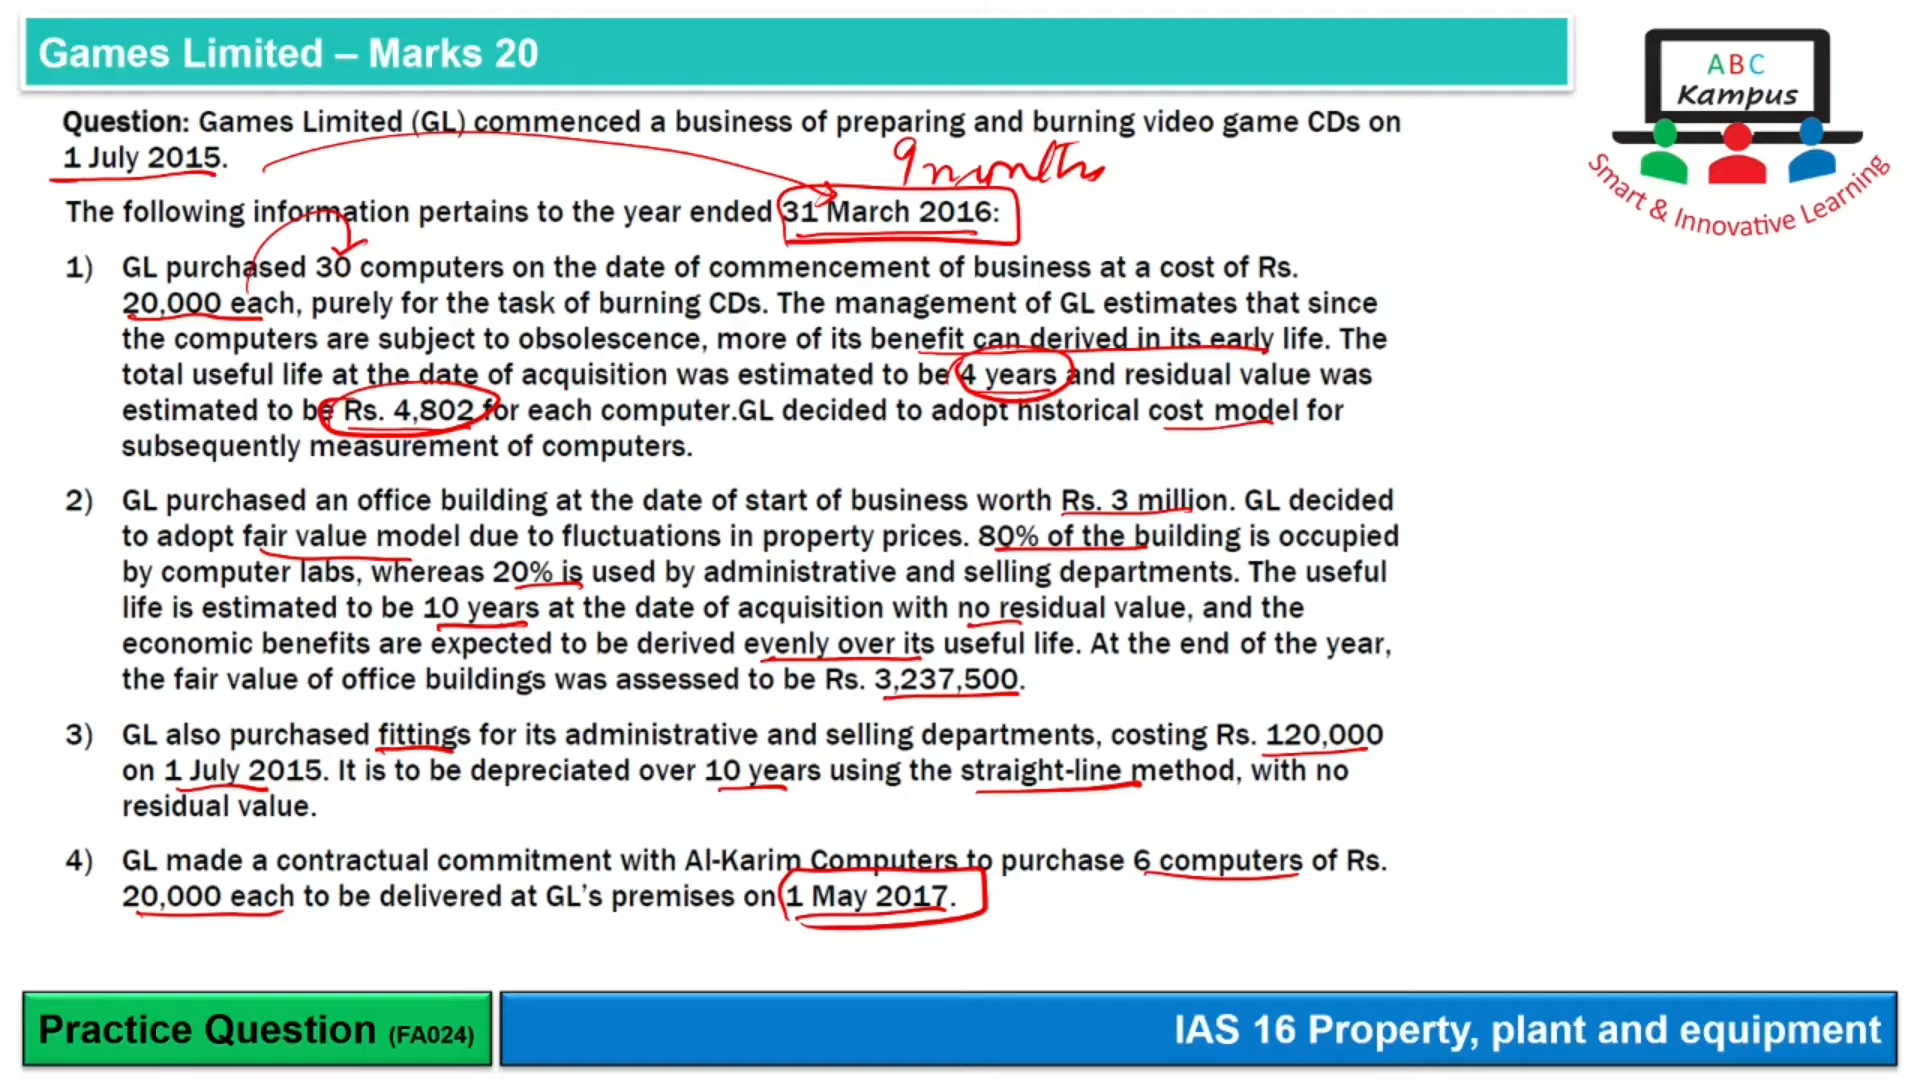 Games Limited – Marks 20
ABC
Kampus
Smart & Innovative Learning
Question: Games Limited (GL) commenced a business of preparing and burning video game CDs on
1 July 2015.
9 months
The following information pertains to the year ended 31 March 2016:
1) GL purchased 30 computers on the date of commencement of business at a cost of Rs.
20,000 each, purely for the task of burning CDs. The management of GL estimates that since
the computers are subject to obsolescence, more of its benefit can derived in its early life. The
total useful life at the date of acquisition was estimated to be 4 years and residual value was
estimated to be Rs. 4,802 for each computer.GL decided to adopt historical cost model for
subsequently measurement of computers.
2) GL purchased an office building at the date of start of business worth Rs. 3 million. GL decided
to adopt fair value model due to fluctuations in property prices. 80% of the building is occupied
by computer labs, whereas 20% is used by administrative and selling departments. The useful
life is estimated to be 10 years at the date of acquisition with no residual value, and the
economic benefits are expected to be derived evenly over its useful life. At the end of the year,
the fair value of office buildings was assessed to be Rs. 3,237,500.
3) GL also purchased fittings for its administrative and selling departments, costing Rs. 120,000
on 1 July 2015. It is to be depreciated over 10 years using the straight-line method, with no
residual value.
4) GL made a contractual commitment with Al-Karim Computers to purchase 6 computers of Rs.
20,000 each to be delivered at GL's premises on 1 May 2017.
Practice Question (FA024)
IAS 16 Property, plant and equipment